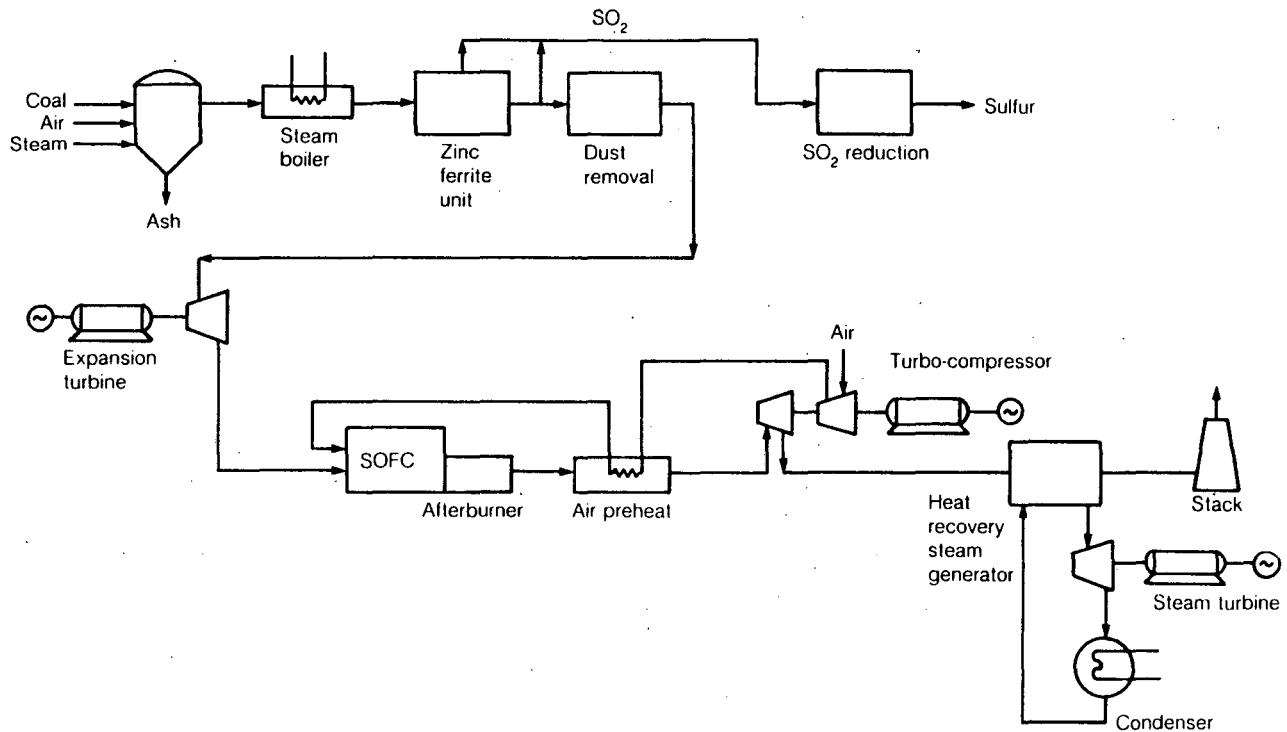 SO₂
Coal
Air
Steam
Ash
Steam
boiler
Zinc
ferrite
unit
Dust
removal
SO₂ reduction
Sulfur
~
Expansion
turbine
Air
Turbo-compressor
~
SOFC
Afterburner
Air preheat
Heat
recovery
steam
generator
Stack
~
Steam turbine
Condenser